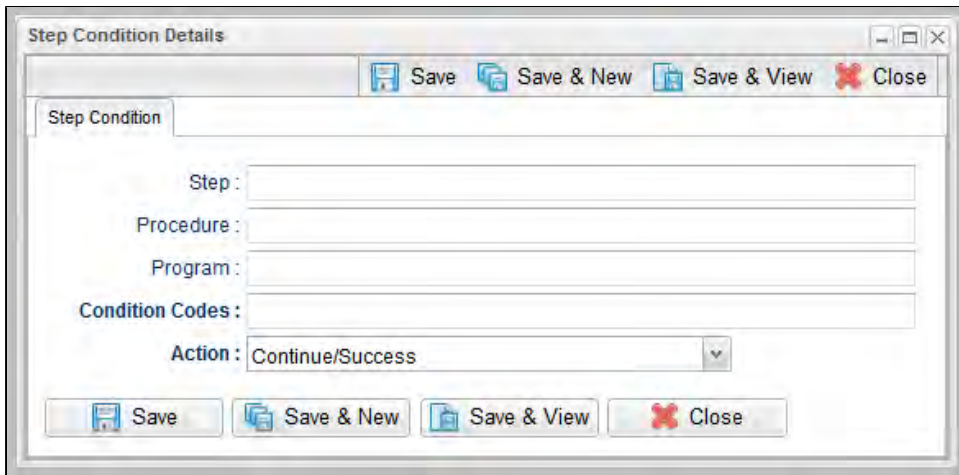 Step Condition Details
Save Save & New Save & View Close
Step Condition
Step :
Procedure :
Program :
Condition Codes :
Action : Continue/Success
Save Save & New Save & View Close